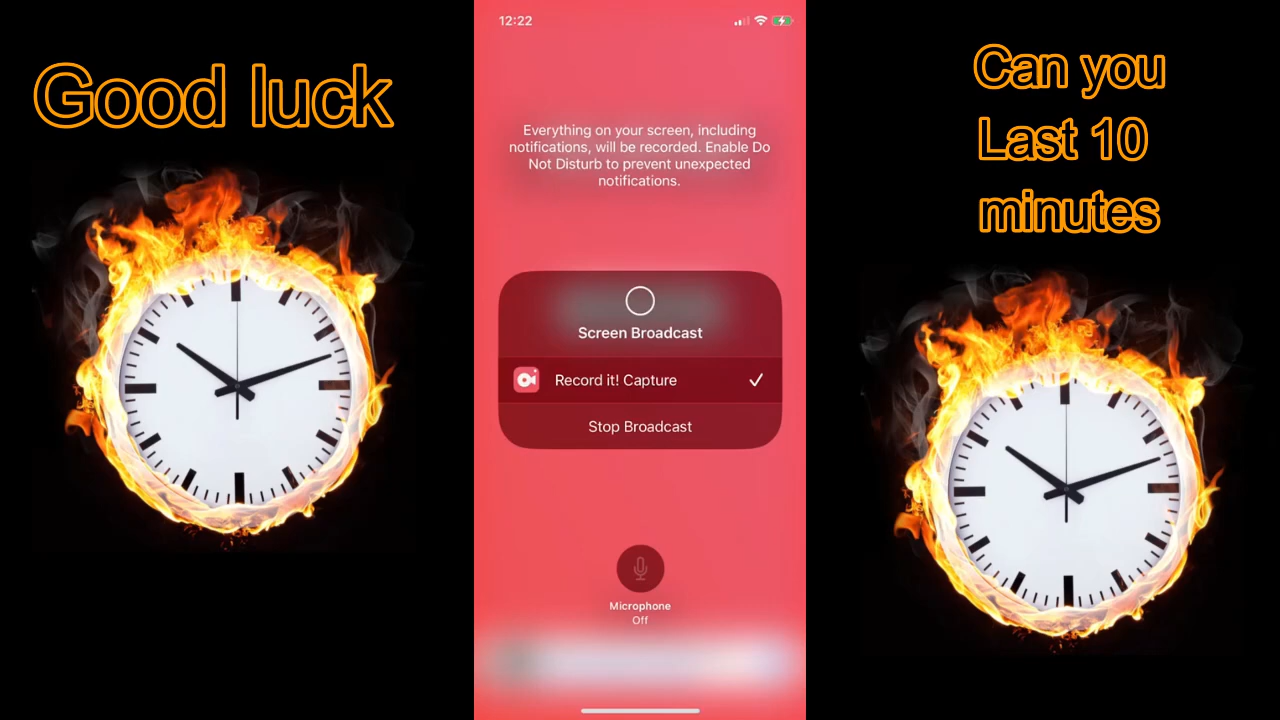 Good luck
12:22
Everything on your screen, including
notifications, will be recorded. Enable Do
Not Disturb to prevent unexpected
notifications.
Screen Broadcast
Record it! Capture
Stop Broadcast
Microphone
Off
Can you
Last 10
minutes